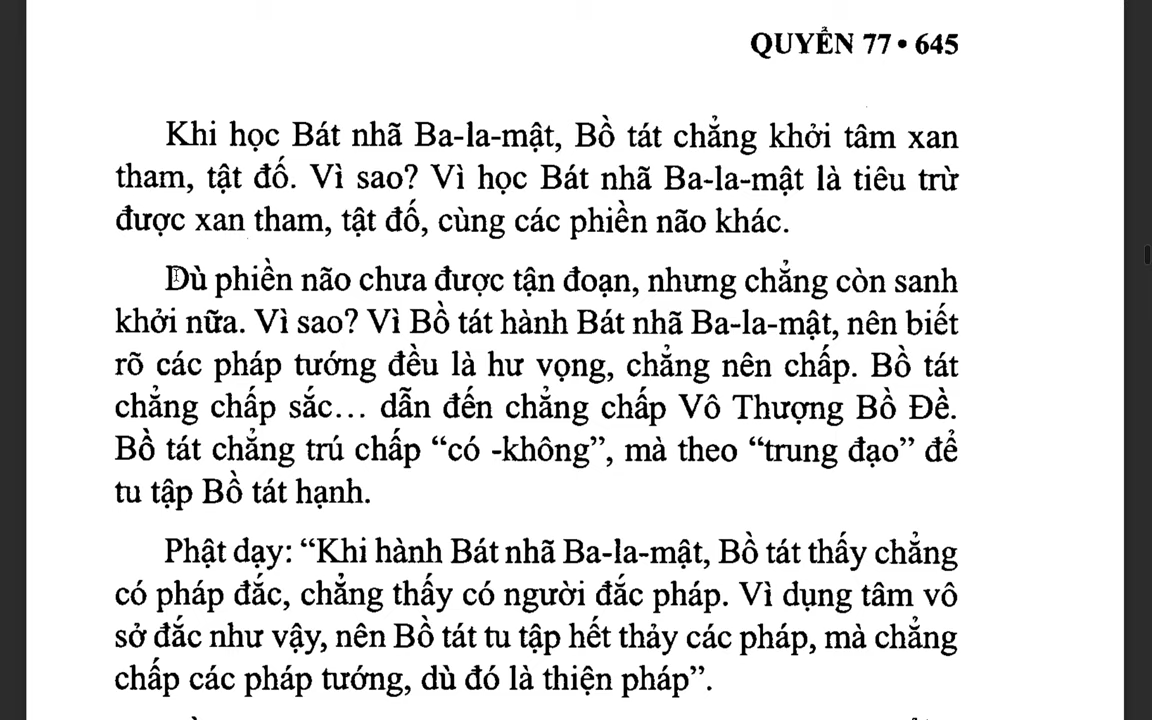 QUYỂN 77 • 645
Khi học Bát nhã Ba-la-mật, Bồ tát chẳng khởi tâm xan
tham, tật đố. Vì sao? Vì học Bát nhã Ba-la-mật là tiêu trừ
được xan tham, tật đố, cùng các phiền não khác.
Dù phiền não chưa được tận đoạn, nhưng chẳng còn sanh
khởi nữa. Vì sao? Vì Bồ tát hành Bát nhã Ba-la-mật, nên biết
rõ các pháp tướng đều là hư vọng, chẳng nên chấp. Bồ tát
chẳng chấp sắc... dẫn đến chẳng chấp Vô Thượng Bồ Đề.
Bồ tát chẳng trú chấp “có -không”, mà theo “trung đạo” để
tu tập Bồ tát hạnh.
Phật dạy: “Khi hành Bát nhã Ba-la-mật, Bồ tát thấy chẳng
có pháp đắc, chẳng thấy có người đắc pháp. Vì dụng tâm vô
sở đắc như vậy, nên Bồ tát tu tập hết thảy các pháp, mà chẳng
chấp các pháp tướng, dù đó là thiện pháp”.